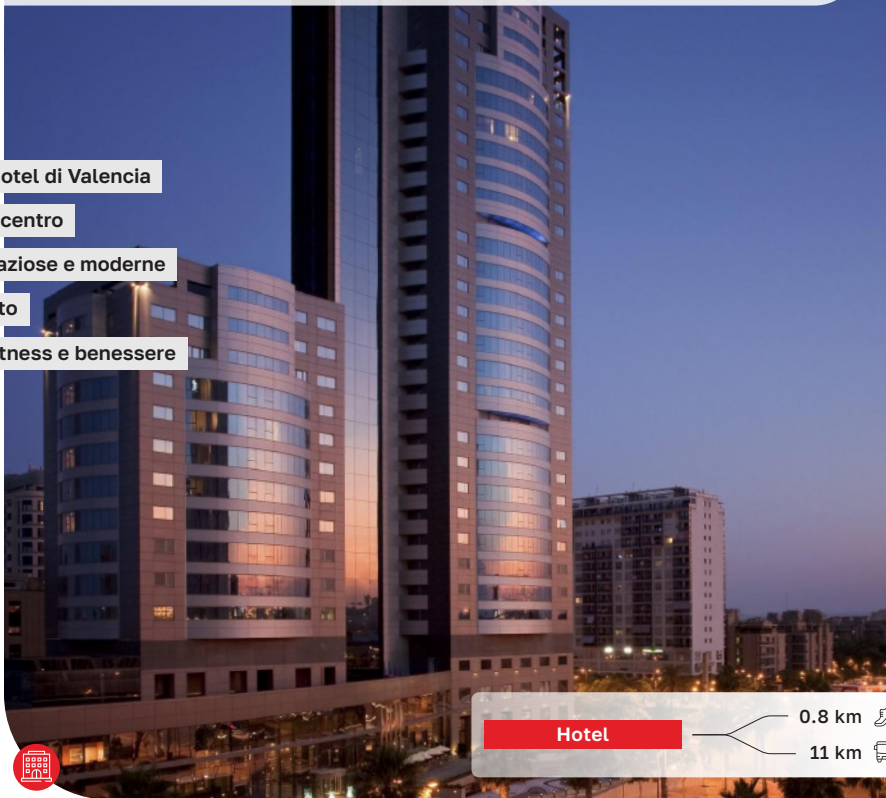 otel di Valencia
centro
aziose e moderne
to
tness e benessere
Hotel
0.8 km
11 km